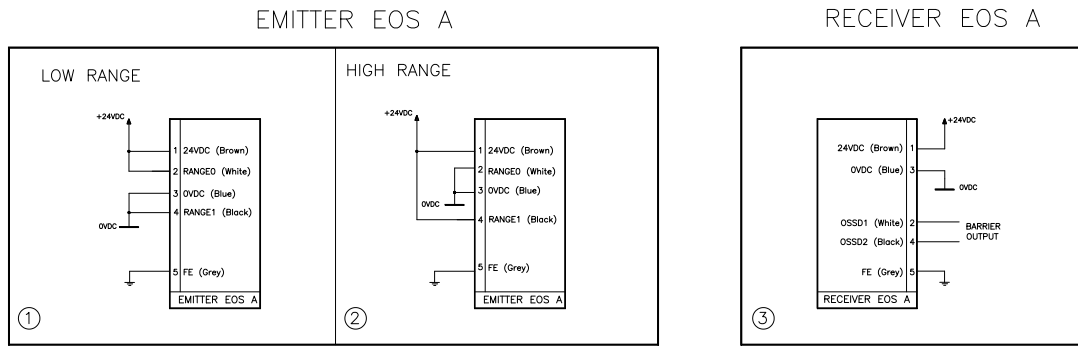 EMITTER EOS A
RECEIVER EOS A
LOW RANGE
+24VDC
1 24VDC (Brown)
2 RANGE0 (White)
3 0VDC (Blue)
0VDC
4 RANGE1 (Black)
5 FE (Grey)
EMITTER EOS A
1
HIGH RANGE
+24VDC
1 24VDC (Brown)
2 RANGE0 (White)
3 0VDC (Blue)
0VDC
4 RANGE1 (Black)
5 FE (Grey)
EMITTER EOS A
2
+24VDC
24VDC (Brown) 1
0VDC (Blue) 3
0VDC
OSSD1 (White) 2
BARRIER
OUTPUT
OSSD2 (Black) 4
FE (Grey) 5
RECEIVER EOS A
3